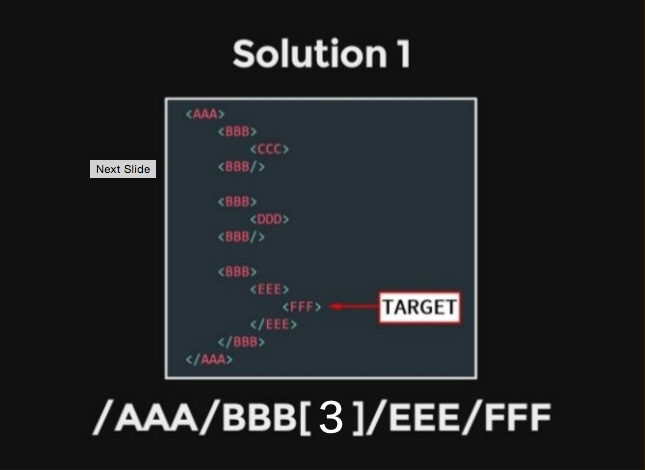 Solution 1
<AAA>
<BBB>
<CCC>
<BBB/>
Next Slide
<BBB>
<DDD>
<BBB/>
<BBB>
<EEE>
<FFF>
TARGET
</EEE>
</BBB>
</AAA>
/AAA/BBB[ 3 ]/EEE/FFF